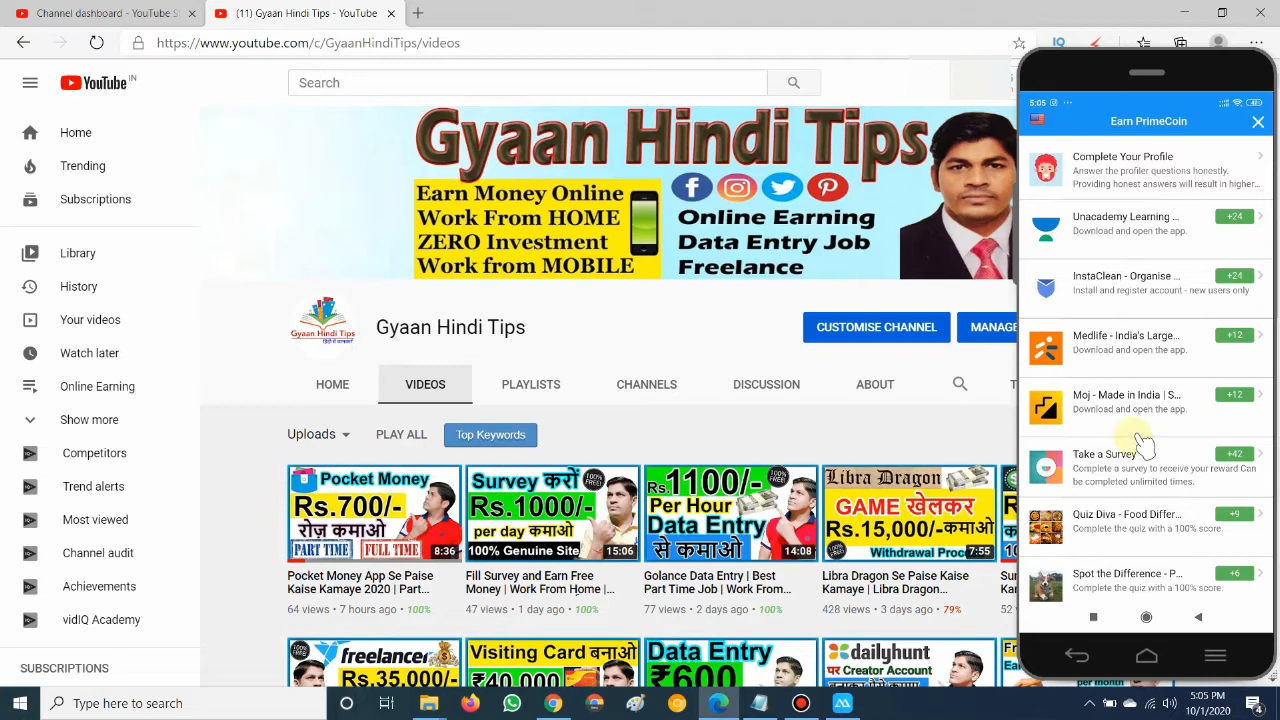 Channel dashboard - YouTube S
(11) Gyaan Hindi Tips - YouTube
https://www.youtube.com/c/GyaanHindiTips/videos
YouTube IN
Search
Home
Trending
Subscriptions
Library
History
Your videos
Watch later
Online Earning
Show more
Competitors
Trend alerts
Most viewed
Channel audit
Achievements
vidIQ Academy
SUBSCRIPTIONS
Gyaan Hindi Tips
Earn Money Online
Work From HOME
ZERO Investment
Work from MOBILE
Online Earning
Data Entry Job
Freelance
Gyaan Hindi Tips
Gyaan Hindi Tips
CUSTOMISE CHANNEL
MANAGE
HOME
VIDEOS
PLAYLISTS
CHANNELS
DISCUSSION
ABOUT
Uploads
PLAY ALL
Top Keywords
Pocket Money
Rs.700/-
रोज़ कमाओ
PART TIME
FULL TIME
8:36
Pocket Money App Se Paise
Kaise Kamaye 2020 | Part...
64 views • 7 hours ago • 100%
Survey करों
100% FREE
Rs.1000/-
per day कमाओ
100% Genuine Site
15:06
Fill Survey and Earn Free
Money | Work From Home |...
47 views • 1 day ago • 100%
₹1100/-
Per Hour
Data Entry
से कमाओ
14:08
Golance Data Entry | Best
Part Time Job | Work From...
77 views • 2 days ago • 100%
Libra Dragon
GAME खेलकर
Rs.15,000/-कमाओ
Withdrawal Proc
7:55
Libra Dragon Se Paise Kaise
Kamaye | Libra Dragon...
428 views • 3 days ago • 79%
Sur
Ka
freelancer
Rs.35,000/-
Visiting Card बनाओ
₹40,000
Data Entry
100% FREE
₹600
dailyhunt
पर Creator Account
5:05
Earn PrimeCoin
Complete Your Profile
Answer the profiler questions honestly.
Providing honest answers will result in higher...
Unacademy Learning ...
+24
Download and open the app.
InstaClean - Organise ...
+24
Install and register account - new users only
Medlife - India's Large...
+12
Download and open the app.
Moj - Made in India | S...
+12
Download and open the app.
Take a Survey
+42
Complete a survey to receive your reward Can
be completed unlimited times.
Quiz Diva - Food Differ...
+9
Complete the quiz with a 100% score.
Spot the Difference - P...
+6
Complete the quiz with a 100% score.
Type here to search
5:05 PM
10/1/2020